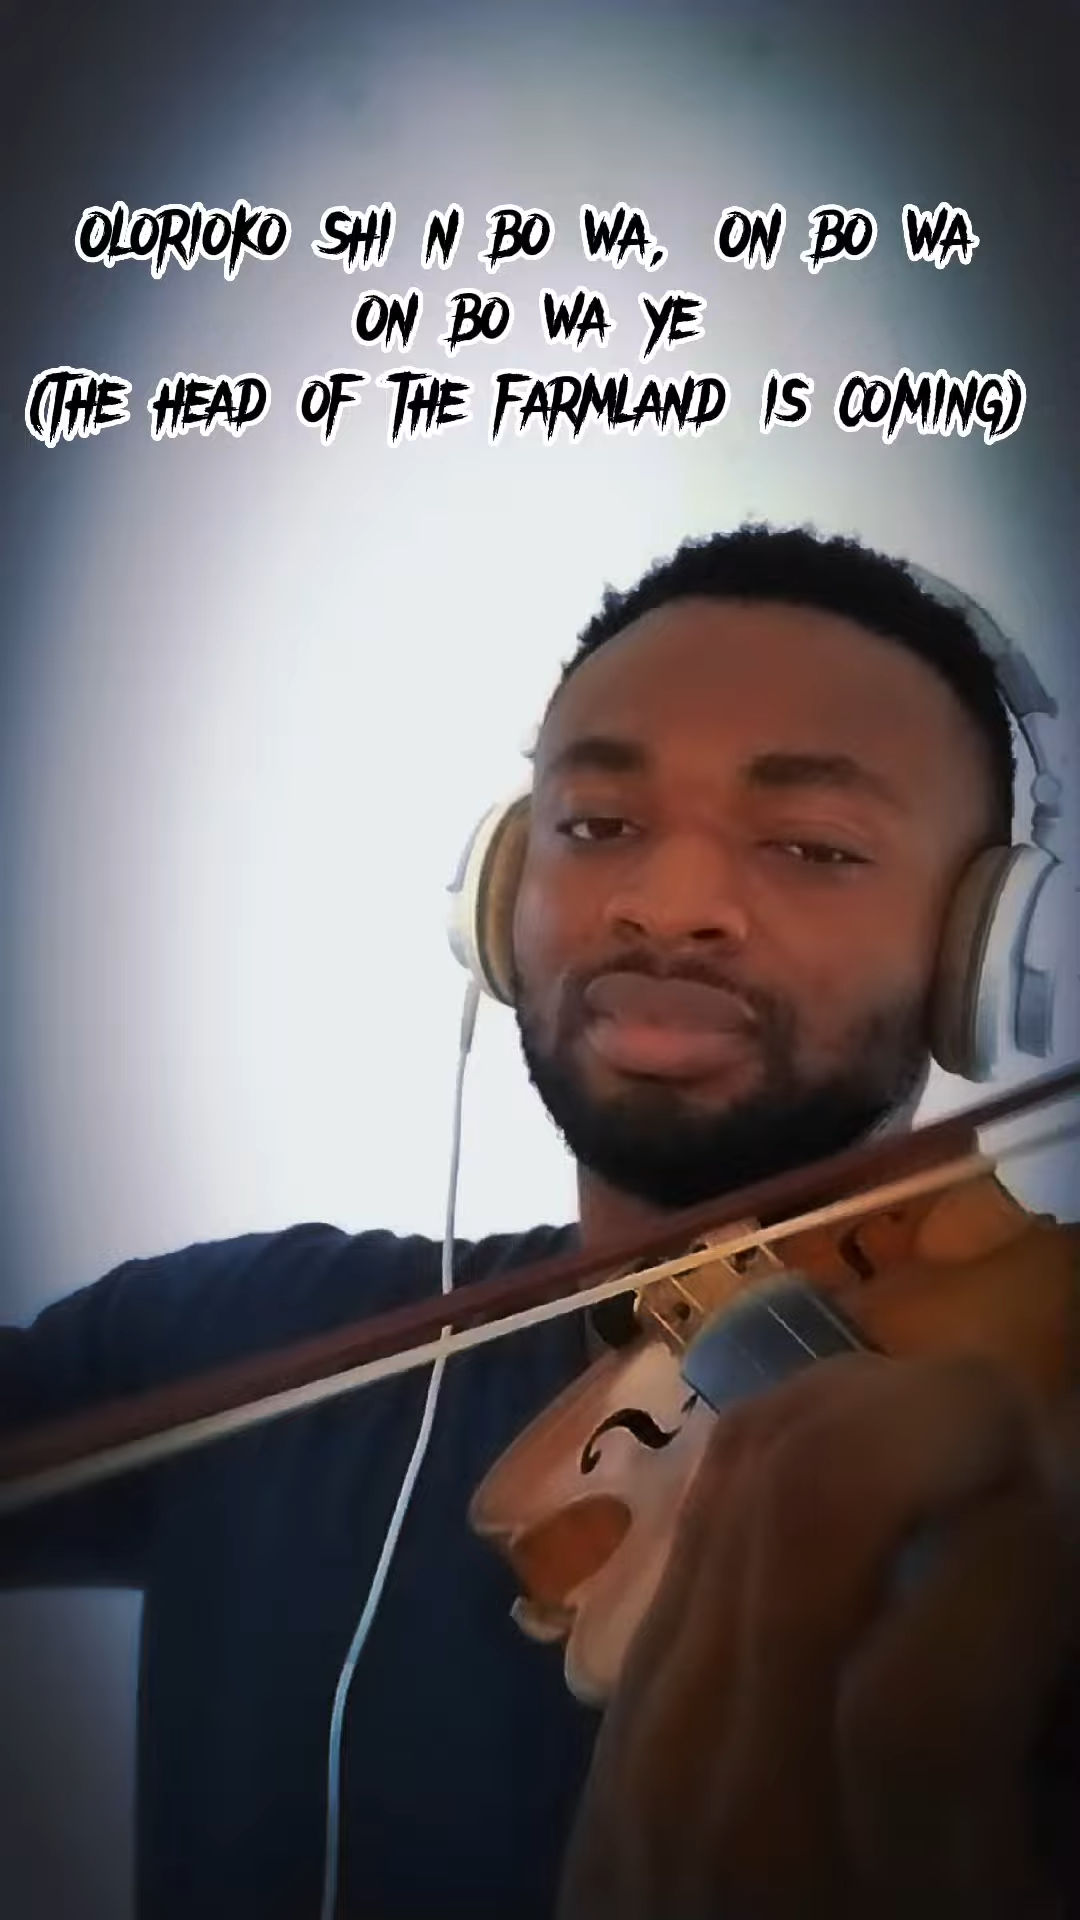 OLORIOKO SHI N BO WA, ON BO WA
ON BO WA YE
(THE HEAD OF THE FARMLAND IS COMING)